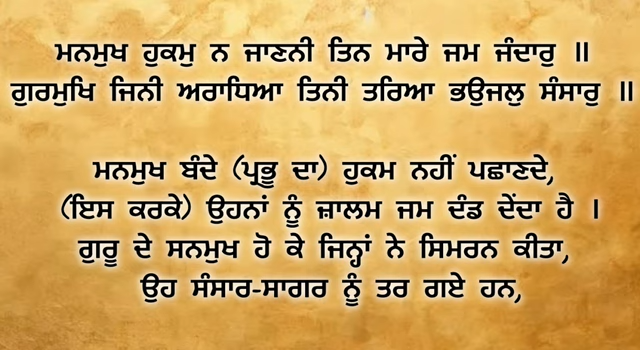 ਮਨਮੁਖ ਹੁਕਮੁ ਨ ਜਾਣਨੀ ਤਿਨ ਮਾਰੇ ਜਮ ਜੰਦਾਰੁ ॥
ਗੁਰਮੁਖਿ ਜਿਨੀ ਅਰਾਧਿਆ ਤਿਨੀ ਤਰਿਆ ਭਉਜਲੁ ਸੰਸਾਰੁ ॥
ਮਨਮੁਖ ਬੰਦੇ (ਪ੍ਰਭੂ ਦਾ) ਹੁਕਮ ਨਹੀਂ ਪਛਾਣਦੇ,
(ਇਸ ਕਰਕੇ) ਉਹਨਾਂ ਨੂੰ ਜ਼ਾਲਮ ਜਮ ਦੰਡ ਦੇਂਦਾ ਹੈ ।
ਗੁਰੂ ਦੇ ਸਨਮੁਖ ਹੋ ਕੇ ਜਿਨ੍ਹਾਂ ਨੇ ਸਿਮਰਨ ਕੀਤਾ,
ਉਹ ਸੰਸਾਰ-ਸਾਗਰ ਨੂੰ ਤਰ ਗਏ ਹਨ,